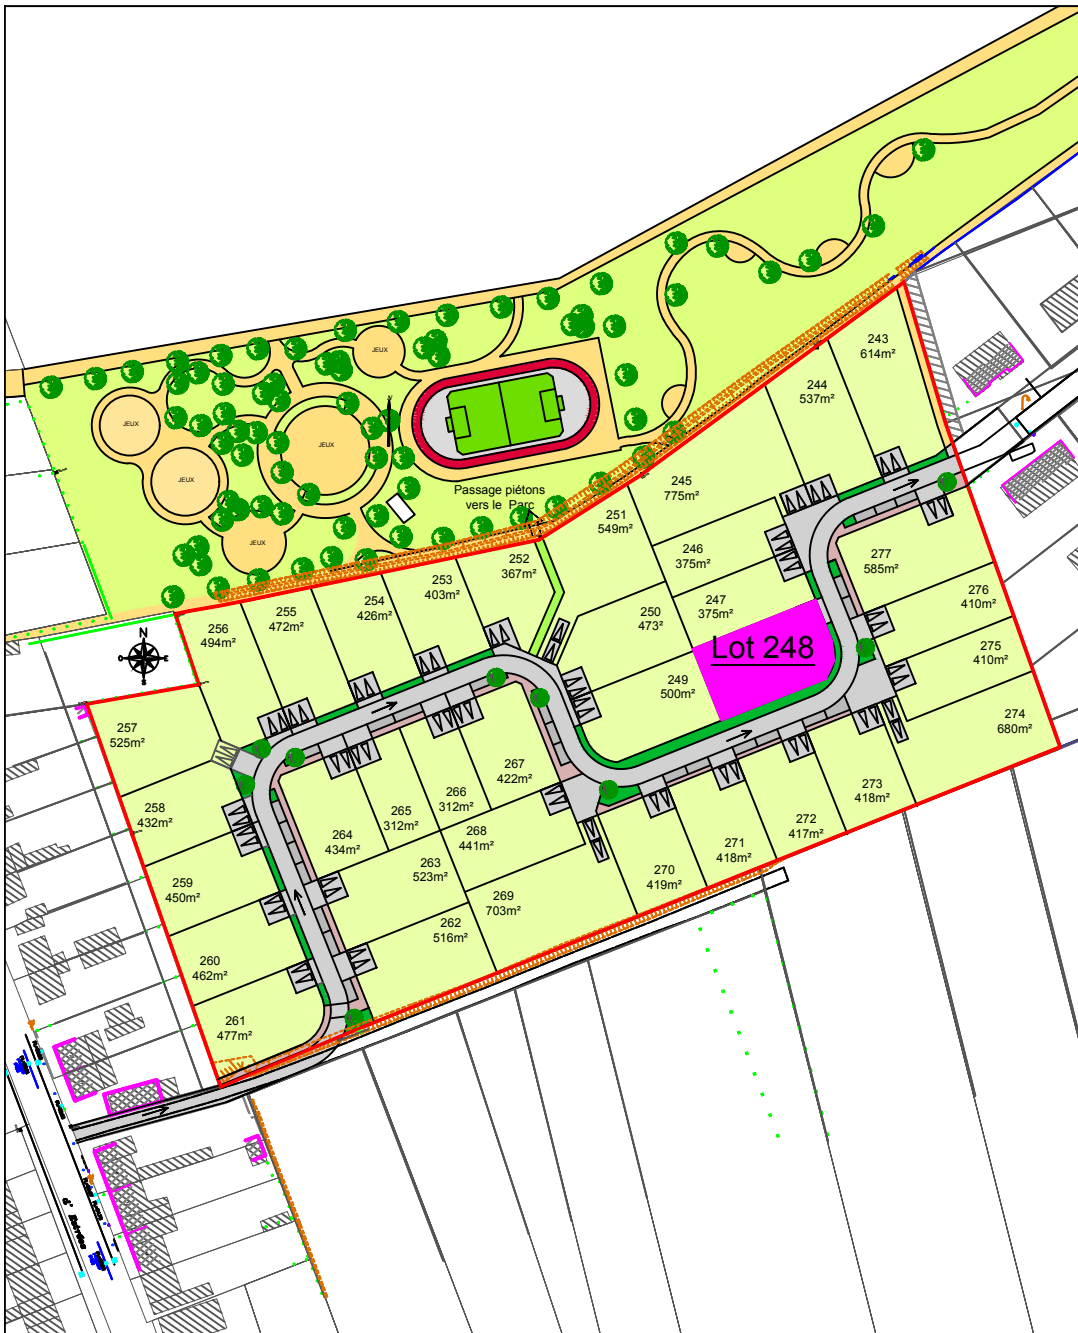 JEUX
JEUX
JEUX
JEUX
JEUX
Passage piétons
vers le Parc
243
614m²
244
537m²
245
775m²
246
375m²
247
375m²
Lot 248
249
500m²
250
473²
251
549m²
252
367m²
253
403m²
254
426m²
255
472m²
256
494m²
N
S
257
525m²
258
432m²
259
450m²
260
462m²
261
477m²
262
516m²
263
523m²
264
434m²
265
312m²
266
312m²
267
422m²
268
441m²
269
703m²
270
419m²
271
418m²
272
417m²
273
418m²
274
680m²
275
410m²
276
410m²
277
585m²